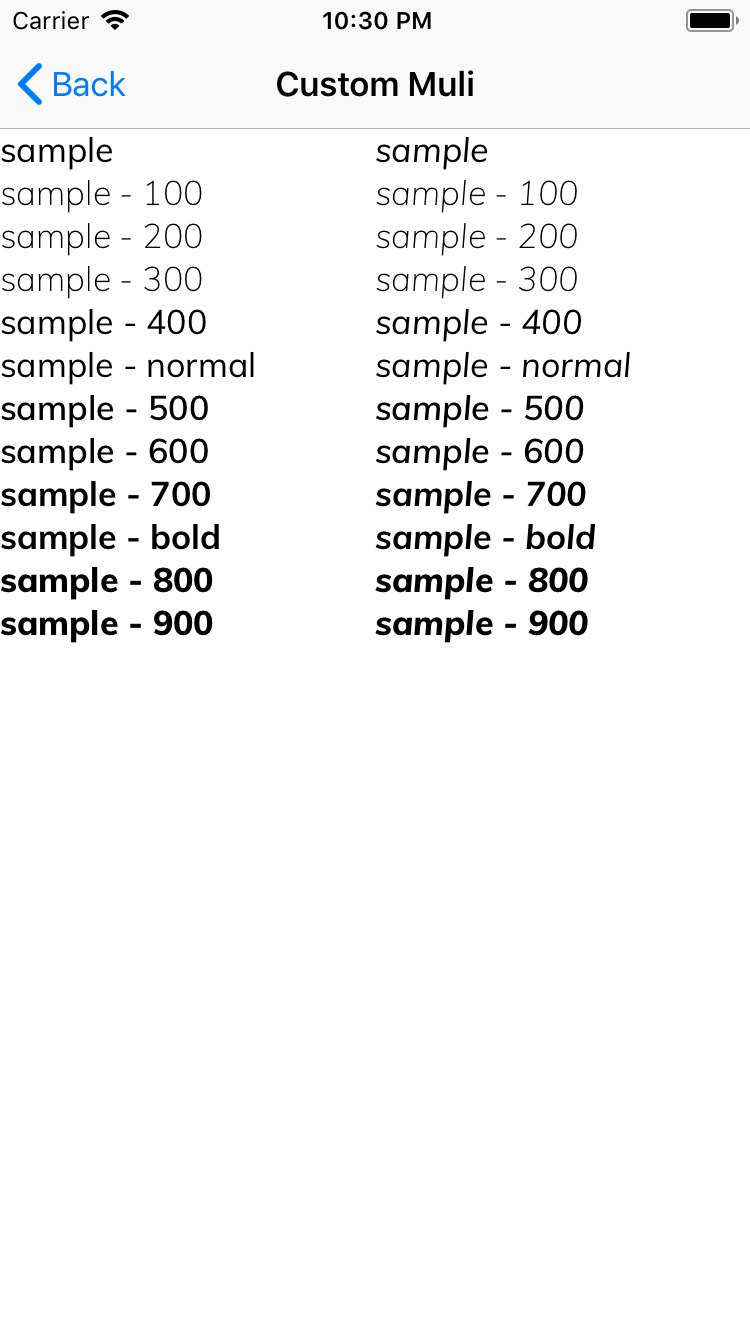 Carrier 10:30 PM
Back Custom Muli
sample sample
sample - 100 sample - 100
sample - 200 sample - 200
sample - 300 sample - 300
sample - 400 sample - 400
sample - normal sample - normal
sample - 500 sample - 500
sample - 600 sample - 600
sample - 700 sample - 700
sample - bold sample - bold
sample - 800 sample - 800
sample - 900 sample - 900